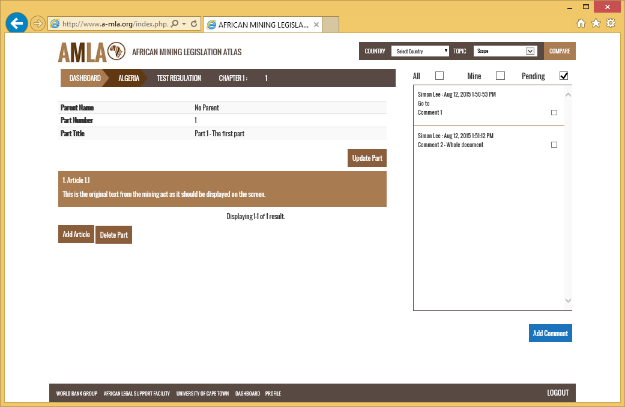 http://www.a-mla.org/index.php
AFRICAN MINING LEGISLA...
AMLA AFRICAN MINING LEGISLATION ATLAS
COUNTRY Select Country TOPIC COMPARE
DASHBOARD ALGERIA TEST REGULATION CHAPTER 1 : 1
All Mine Pending
Parent Name No Parent
Part Number 1
Part Title Part 1 - The first part
Update Part
1. Article 1.1
This is the original text from the mining act as it should be displayed on the screen.
Displaying 1-1 of 1 result.
Add Article Delete Part
Simon Lee - Aug 12, 2015 1:50:53 PM
Go to
Comment 1
Simon Lee - Aug 12, 2015 1:51:12 PM
Comment 2 - Whole document
Add Comment
WORLD BANK GROUP AFRICAN LEGAL SUPPORT FACILITY UNIVERSITY OF CAPE TOWN DASHBOARD PROFILE LOGOUT